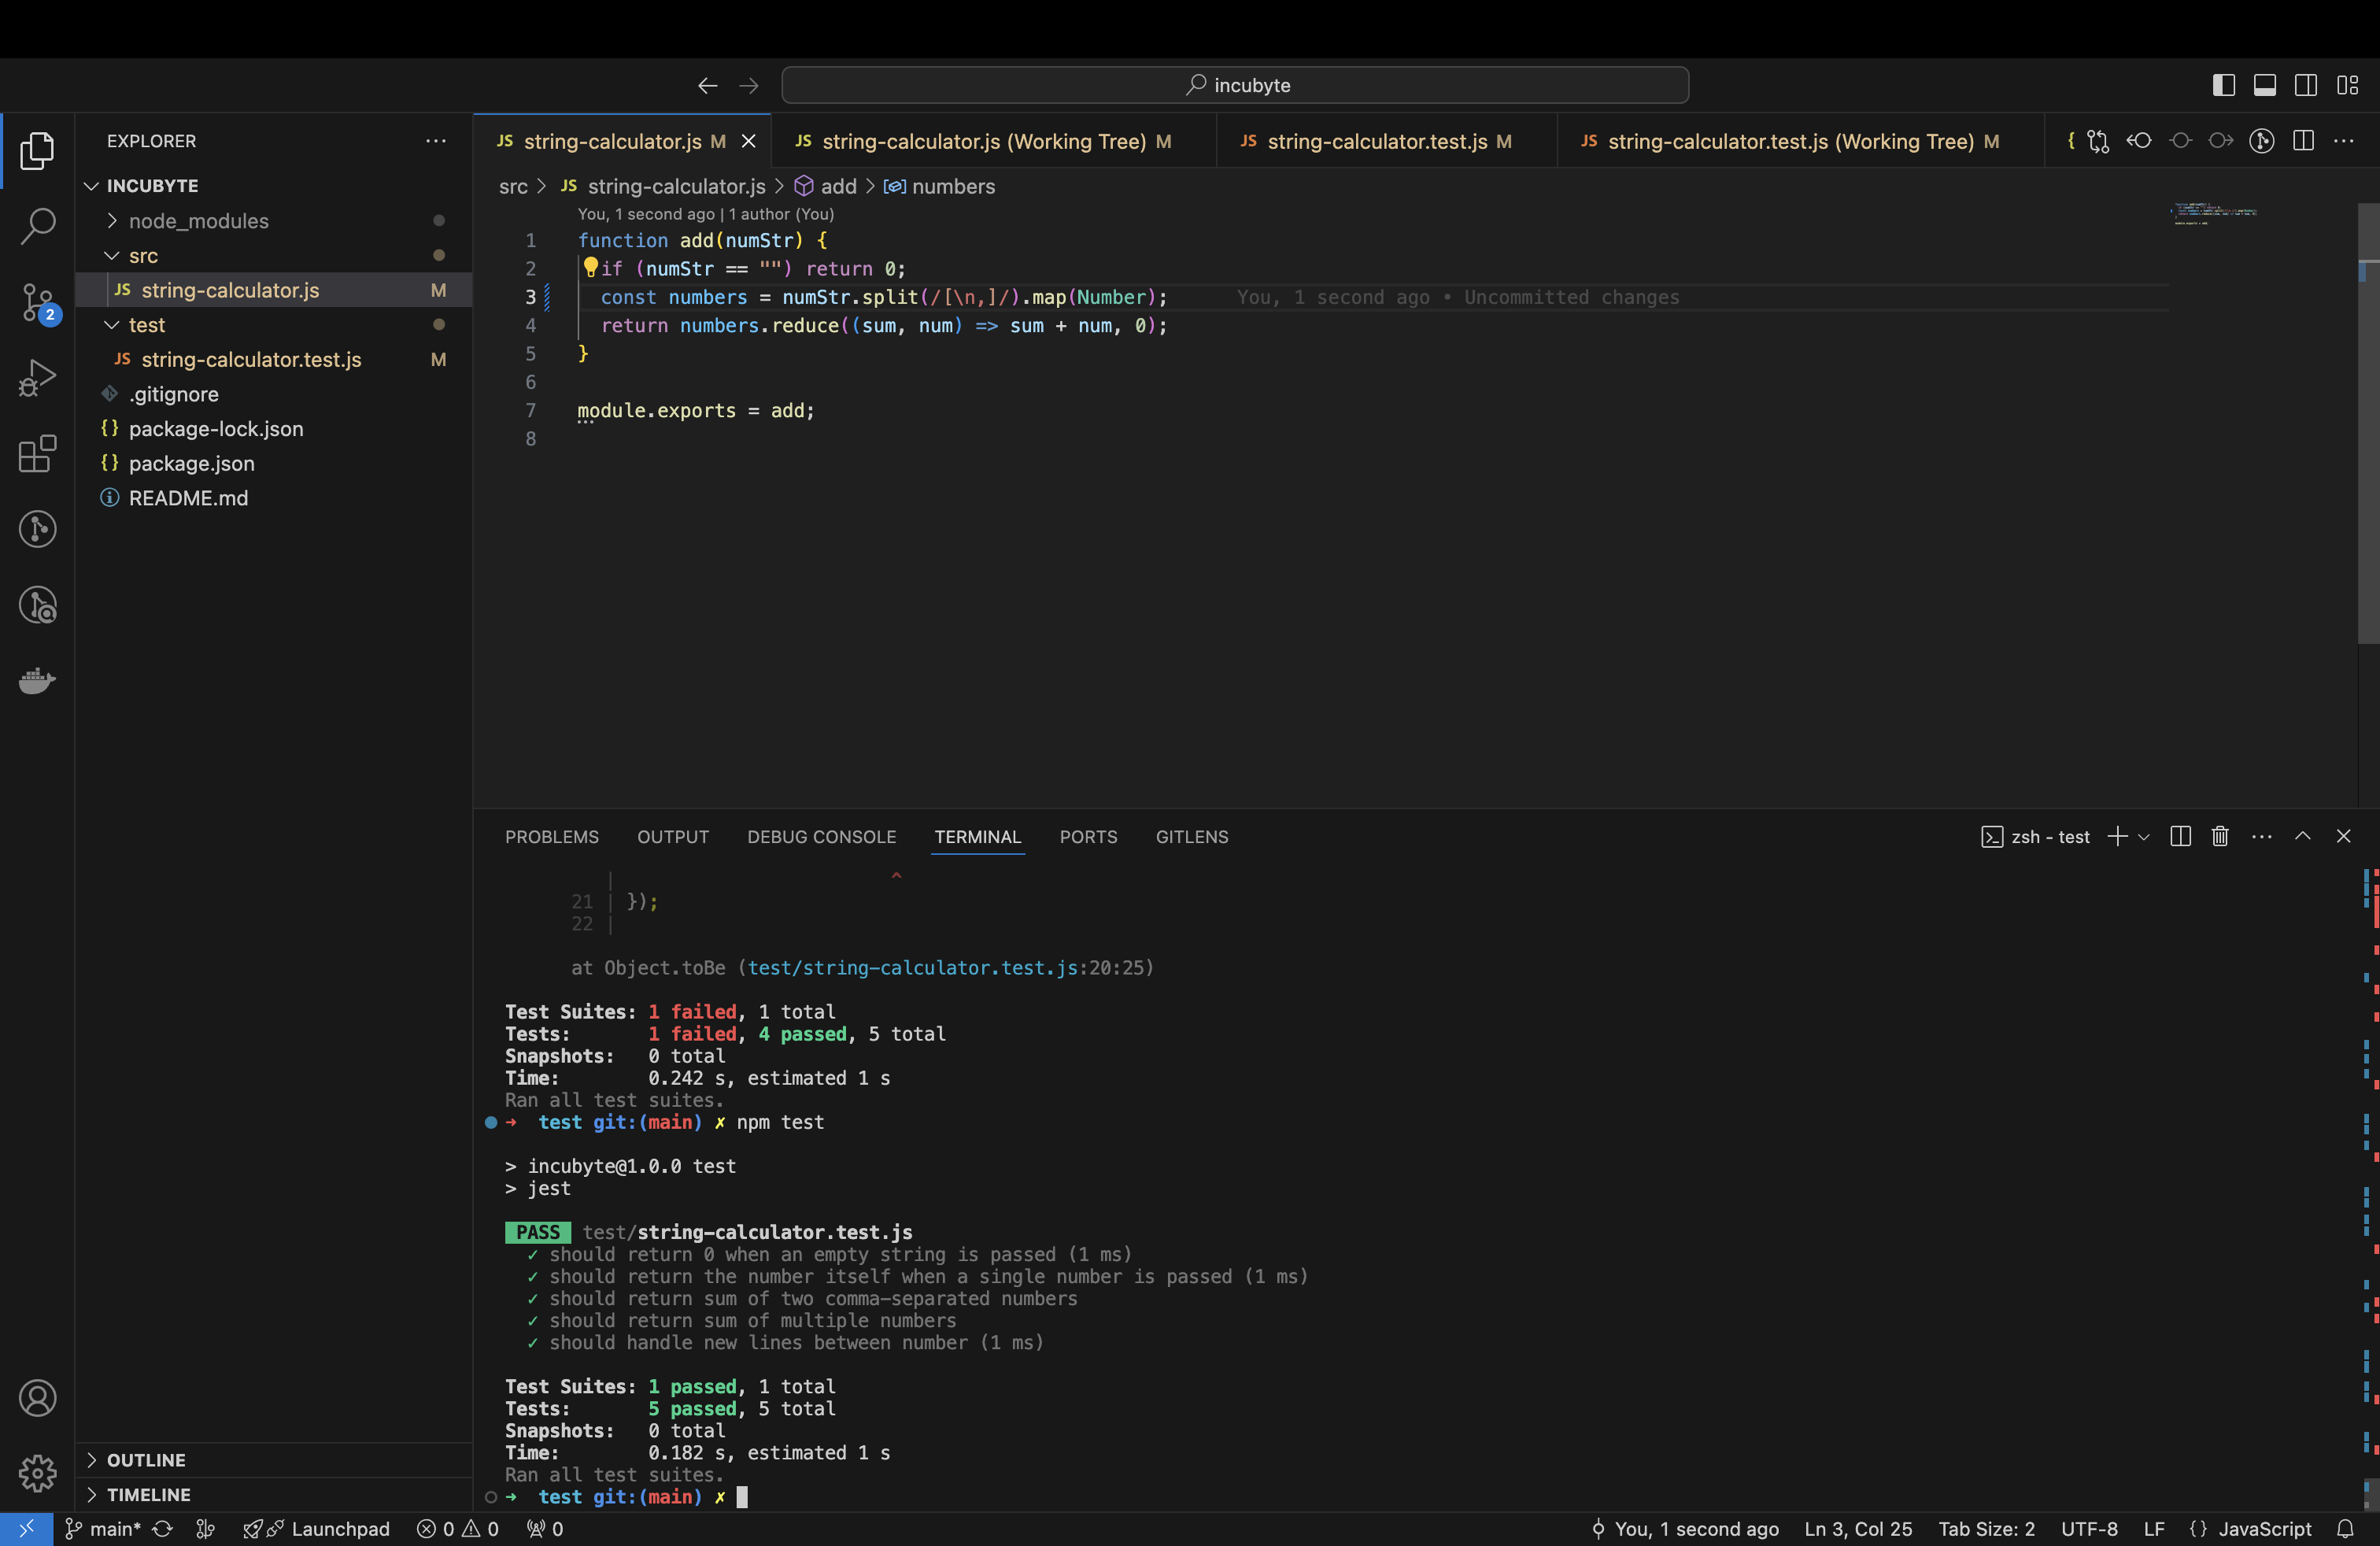 incubyte
EXPLORER
INCUBYTE
node_modules
src
JS string-calculator.js M
test
JS string-calculator.test.js M
.gitignore
{} package-lock.json
{} package.json
README.md
OUTLINE
TIMELINE
JS string-calculator.js M
JS string-calculator.js (Working Tree) M
JS string-calculator.test.js M
JS string-calculator.test.js (Working Tree) M
src > JS string-calculator.js > add > numbers
You, 1 second ago | 1 author (You)
1 function add(numStr) {
2 if (numStr == "") return 0;
3 const numbers = numStr.split(/[\n,]/).map(Number); You, 1 second ago • Uncommitted changes
4 return numbers.reduce((sum, num) => sum + num, 0);
5 }
6
7 module.exports = add;
8
PROBLEMS OUTPUT DEBUG CONSOLE TERMINAL PORTS GITLENS
zsh - test
| ^
21 | });
22 |
at Object.toBe (test/string-calculator.test.js:20:25)
Test Suites: 1 failed, 1 total
Tests: 1 failed, 4 passed, 5 total
Snapshots: 0 total
Time: 0.242 s, estimated 1 s
Ran all test suites.
➜ test git:(main) ✗ npm test
> incubyte@1.0.0 test
> jest
PASS test/string-calculator.test.js
✓ should return 0 when an empty string is passed (1 ms)
✓ should return the number itself when a single number is passed (1 ms)
✓ should return sum of two comma-separated numbers
✓ should return sum of multiple numbers
✓ should handle new lines between number (1 ms)
Test Suites: 1 passed, 1 total
Tests: 5 passed, 5 total
Snapshots: 0 total
Time: 0.182 s, estimated 1 s
Ran all test suites.
➜ test git:(main) ✗
2
main* Launchpad 0 0 0
You, 1 second ago Ln 3, Col 25 Tab Size: 2 UTF-8 LF {} JavaScript